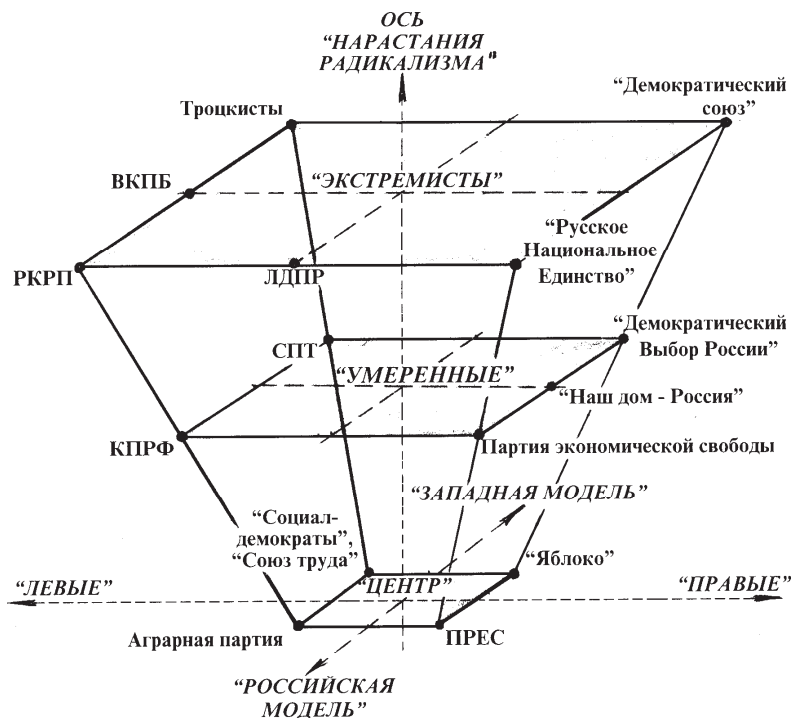 ОСЬ
“НАРАСТАНИЯ
РАДИКАЛИЗМА”
Троцкисты
“Демократический
союз”
ВКПБ
“ЭКСТРЕМИСТЫ”
“Русское
Национальное
Единство”
РКРП
ЛДПР
СПТ
“Демократический
Выбор России”
“УМЕРЕННЫЕ”
“Наш дом - Россия”
КПРФ
Партия экономической свободы
“ЗАПАДНАЯ МОДЕЛЬ”
“Социал-
демократы”,
“Союз труда”
“Яблоко”
“ЛЕВЫЕ”
“ЦЕНТР”
“ПРАВЫЕ”
Аграрная партия
ПРЕС
“РОССИЙСКАЯ
МОДЕЛЬ”